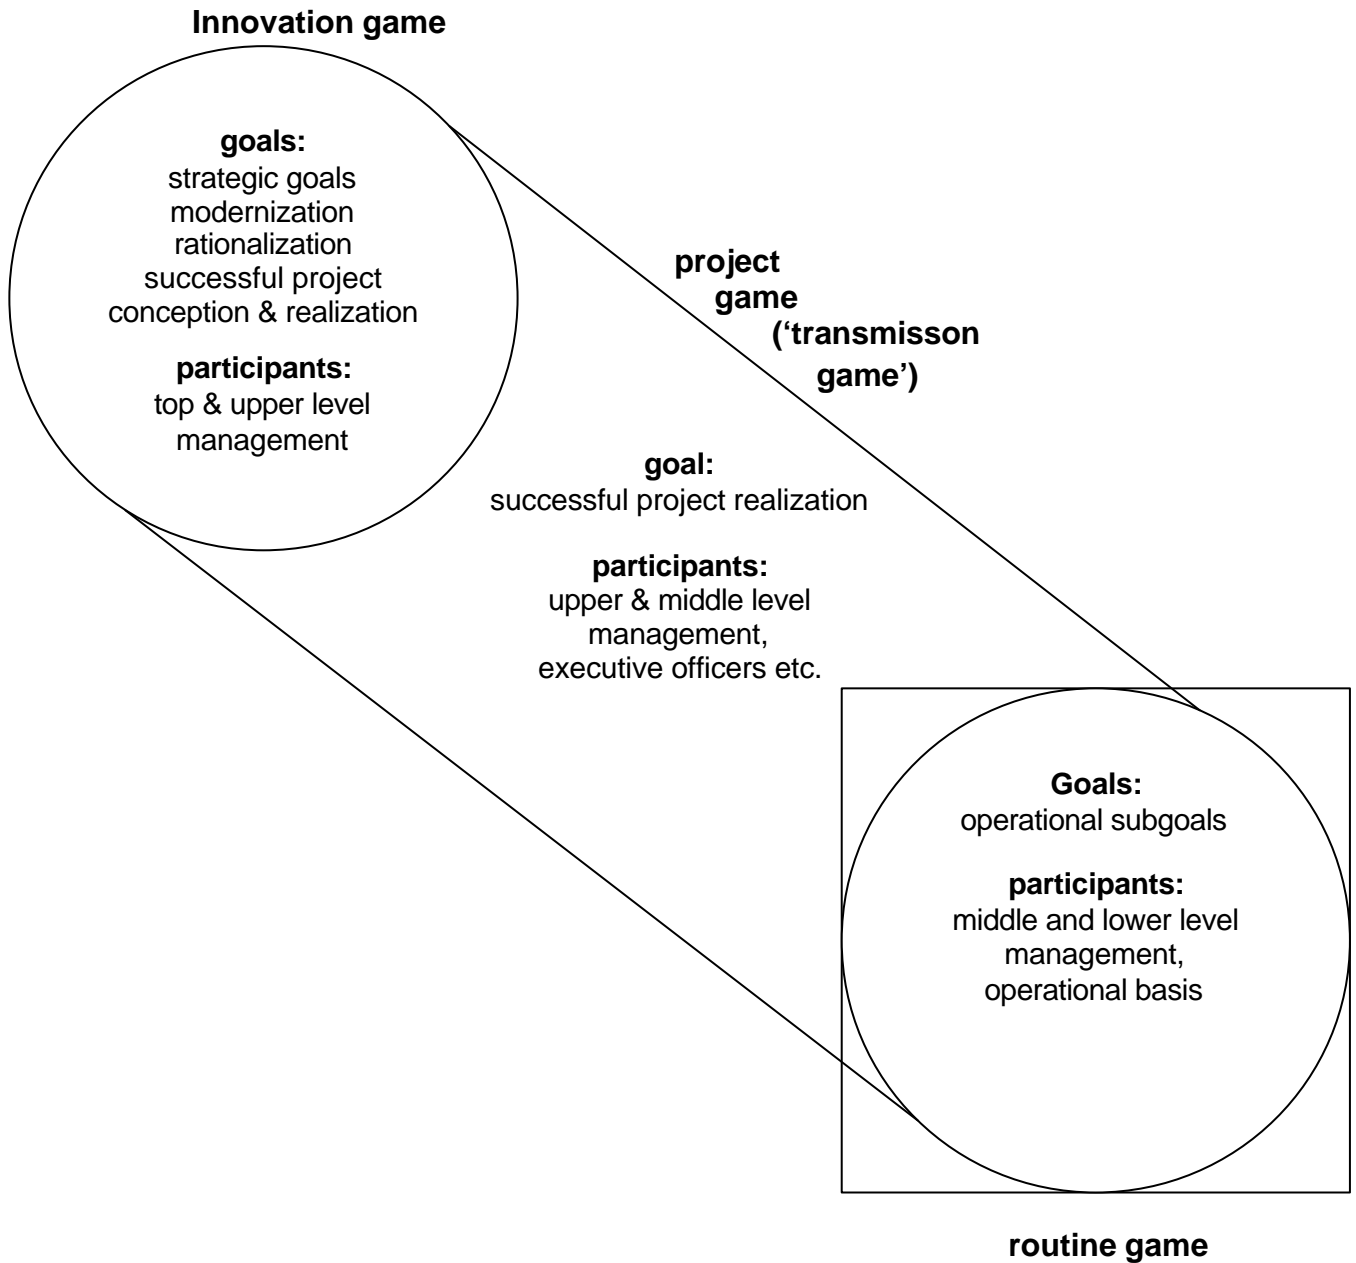 Innovation game
goals:
strategic goals
modernization
rationalization
successful project
conception & realization
participants:
top & upper level
management
project
game
(‘transmisson
game’)
goal:
successful project realization
participants:
upper & middle level
management,
executive officers etc.
Goals:
operational subgoals
participants:
middle and lower level
management,
operational basis
routine game